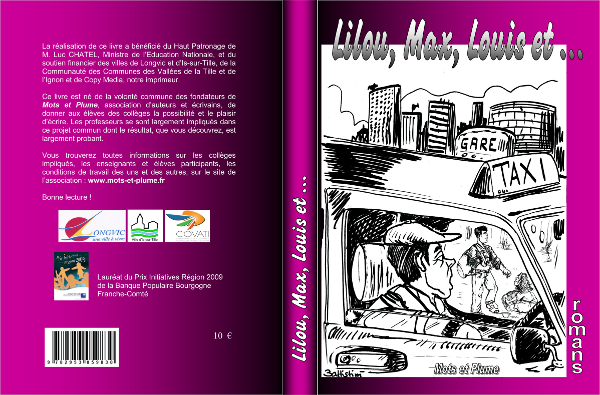 La réalisation de ce livre a bénéficié du Haut Patronage de
M. Luc CHATEL, Ministre de l'Education Nationale, et du
soutien financier des villes de Longvic et d'Is-sur-Tille, de la
Communauté des Communes des Vallées de la Tille et de
l'Ignon et de Copy Media, notre imprimeur.
Ce livre est né de la volonté commune des fondateurs de
Mots et Plume, association d'auteurs et écrivains, de
donner aux élèves des collèges la possibilité et le plaisir
d'écrire. Les professeurs se sont largement impliqués dans
ce projet commun dont le résultat, que vous découvrez, est
largement probant.
Vous trouverez toutes informations sur les collèges
impliqués, les enseignants et élèves participants, les
conditions de travail des uns et des autres, sur le site de
l'association : www.mots-et-plume.fr
Bonne lecture !
LONGVIC
COVATI
Lauréat du Prix Initiatives Région 2009
de la Banque Populaire Bourgogne
Franche-Comté
10 €
Lilou, Max, Louis et ...
Lilou, Max, Louis et ...
GARE
TAXI
romans
Battistini
Mots et Plume